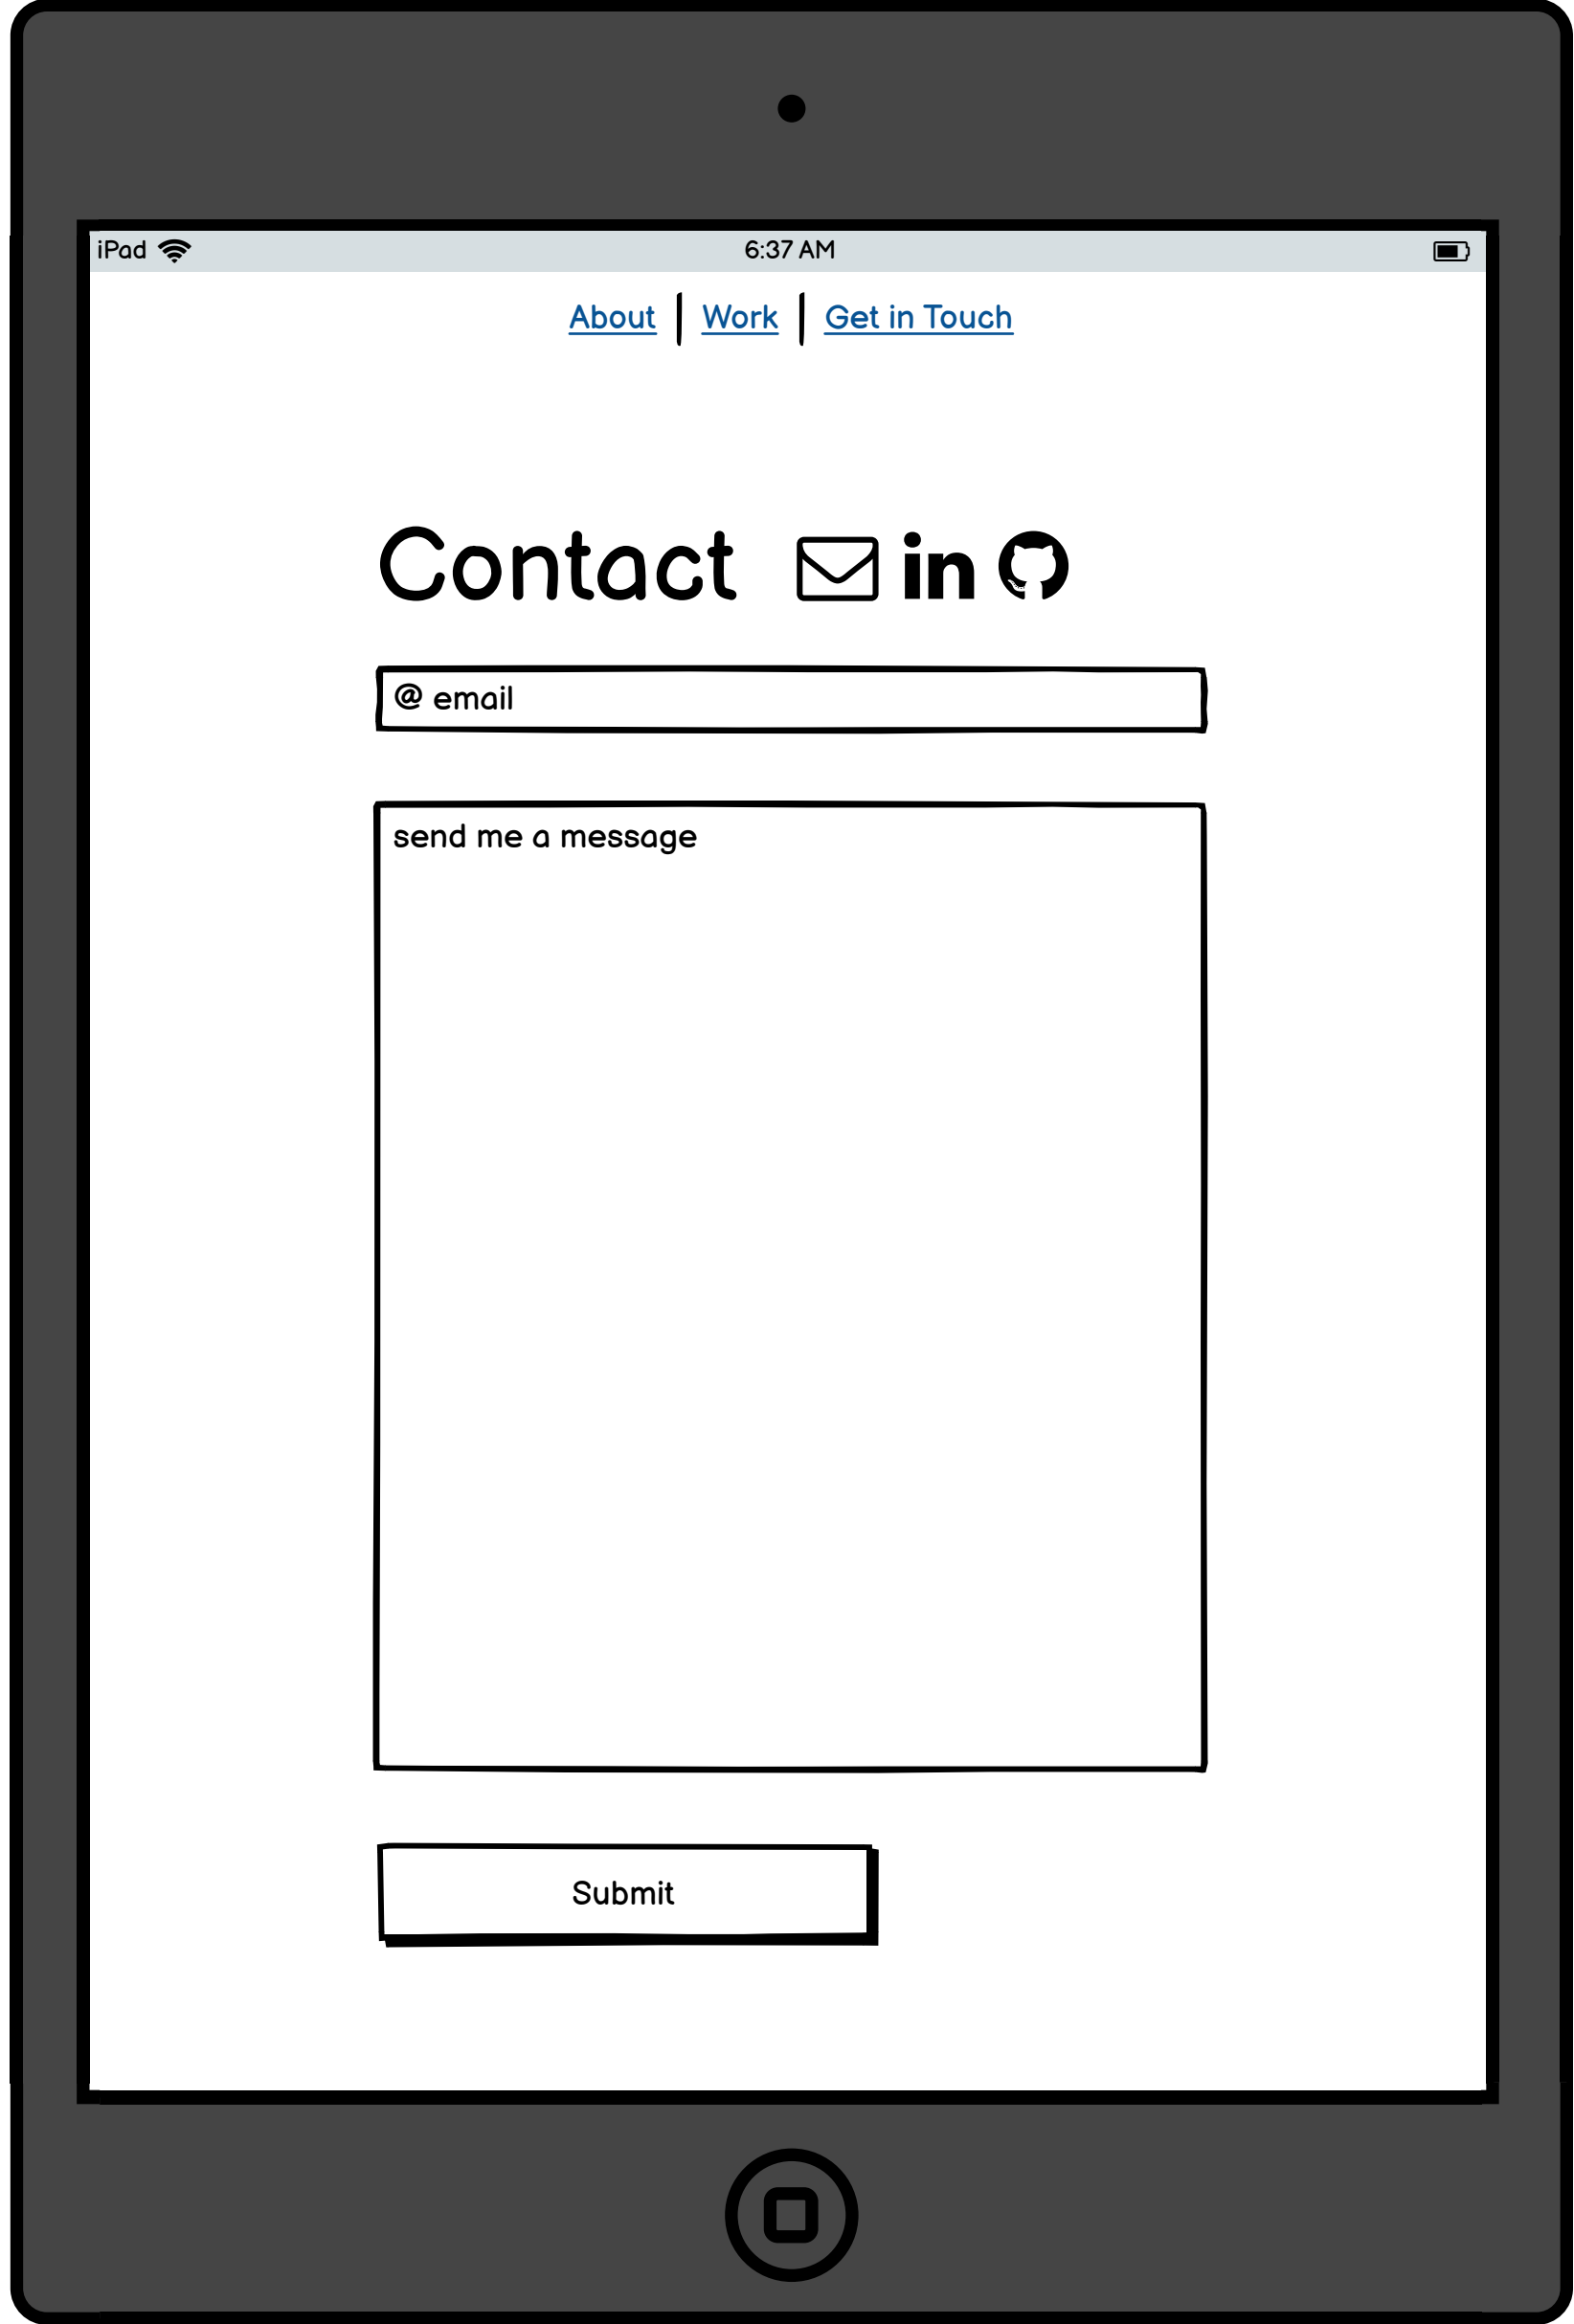 iPad 6:37 AM
About | Work | Get in Touch
Contact in
@ email
send me a message
Submit